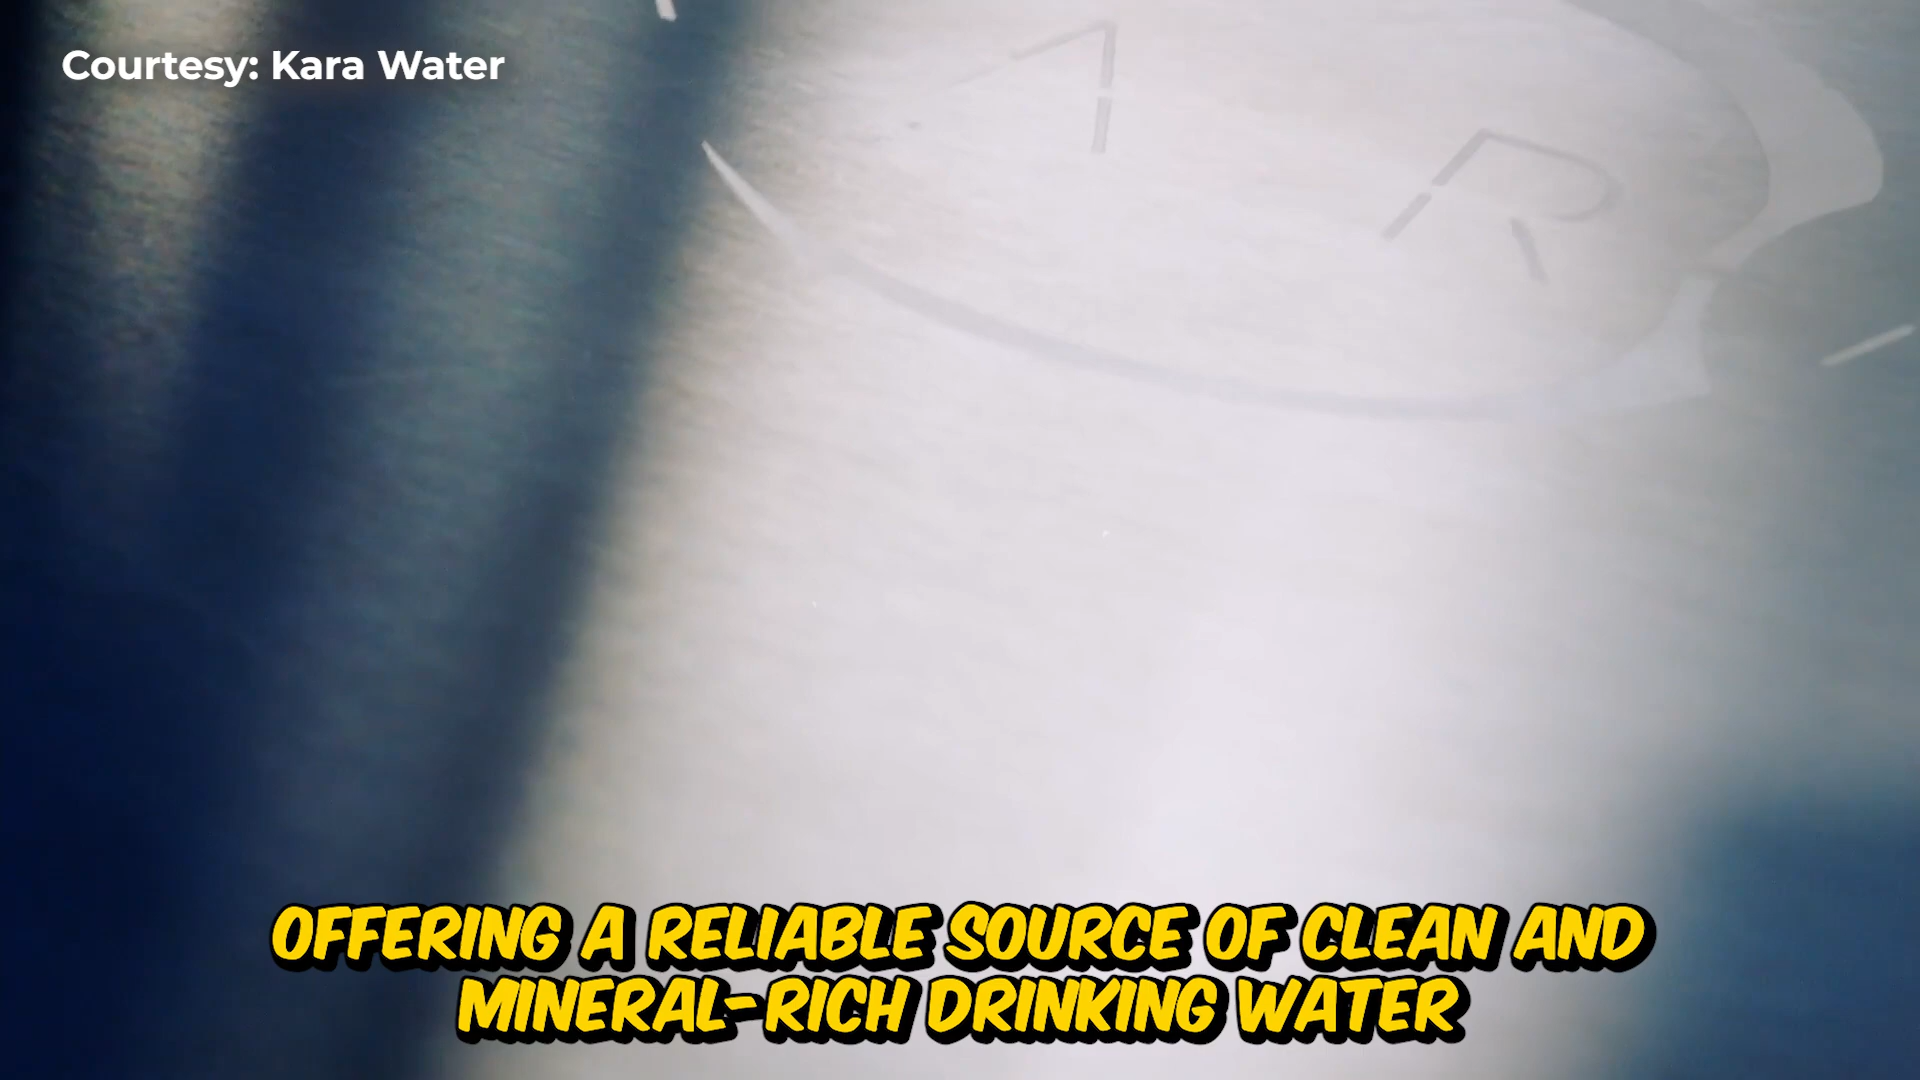 Courtesy: Kara Water
A R
OFFERING A RELIABLE SOURCE OF CLEAN AND
MINERAL-RICH DRINKING WATER